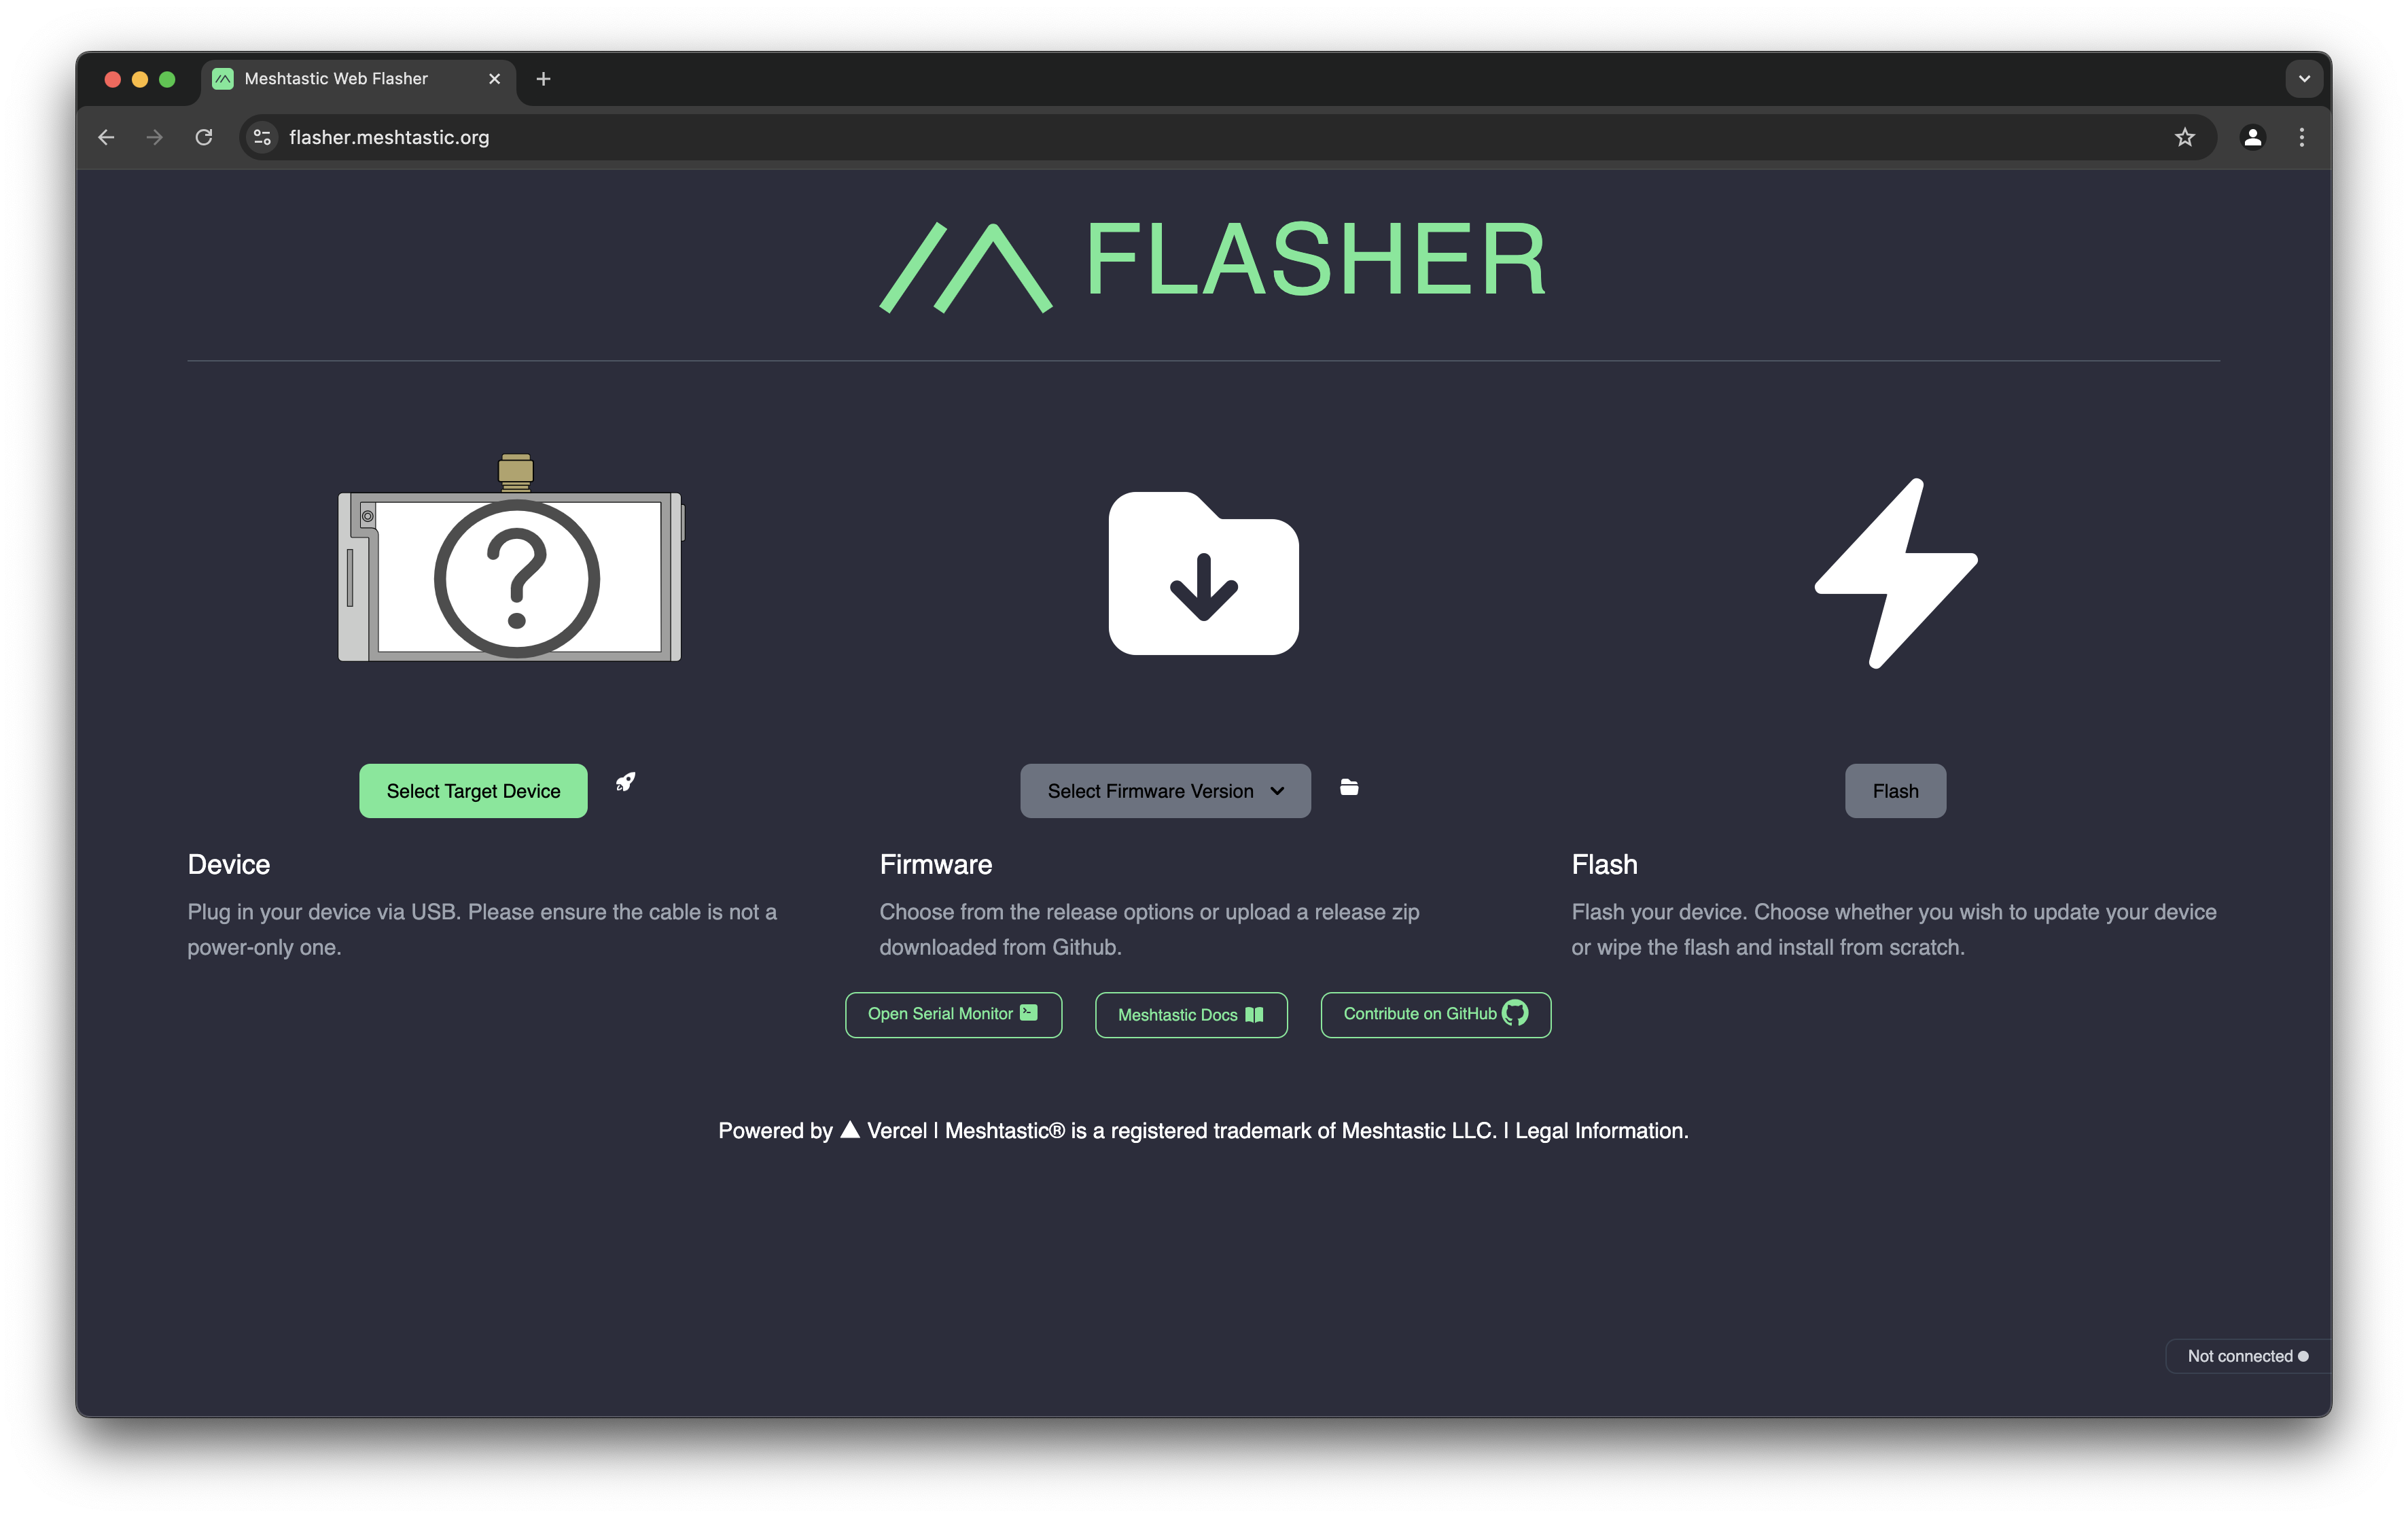 Meshtastic Web Flasher
flasher.meshtastic.org
FLASHER
Select Target Device
Select Firmware Version
Flash
Device
Plug in your device via USB. Please ensure the cable is not a
power-only one.
Firmware
Choose from the release options or upload a release zip
downloaded from Github.
Flash
Flash your device. Choose whether you wish to update your device
or wipe the flash and install from scratch.
Open Serial Monitor
Meshtastic Docs
Contribute on GitHub
Powered by ▲ Vercel | Meshtastic® is a registered trademark of Meshtastic LLC. | Legal Information.
Not connected